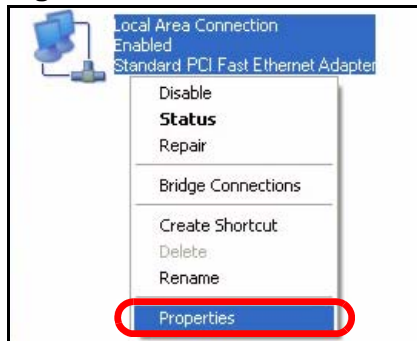 Local Area Connection
Enabled
Standard PCI Fast Ethernet Adapter
Disable
Status
Repair
Bridge Connections
Create Shortcut
Delete
Rename
Properties